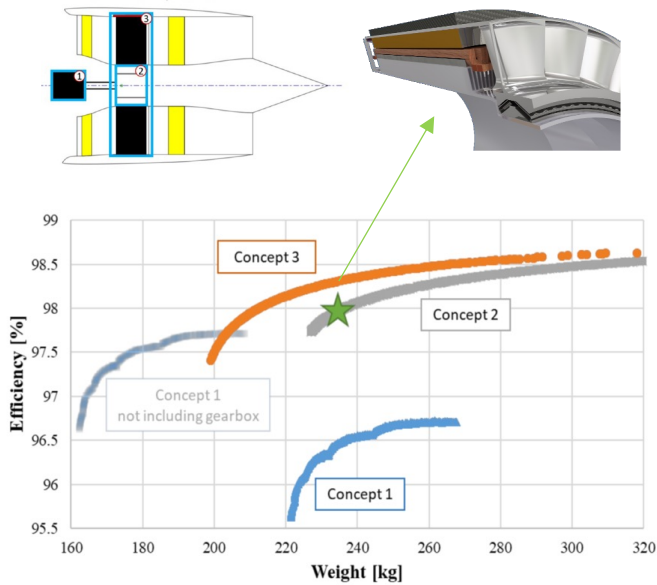 3
1
2
99
98.5
98
97.5
97
96.5
96
95.5
Efficiency [%]
Concept 3
Concept 2
Concept 1
not including gearbox
Concept 1
160 180 200 220 240 260 280 300 320
Weight [kg]